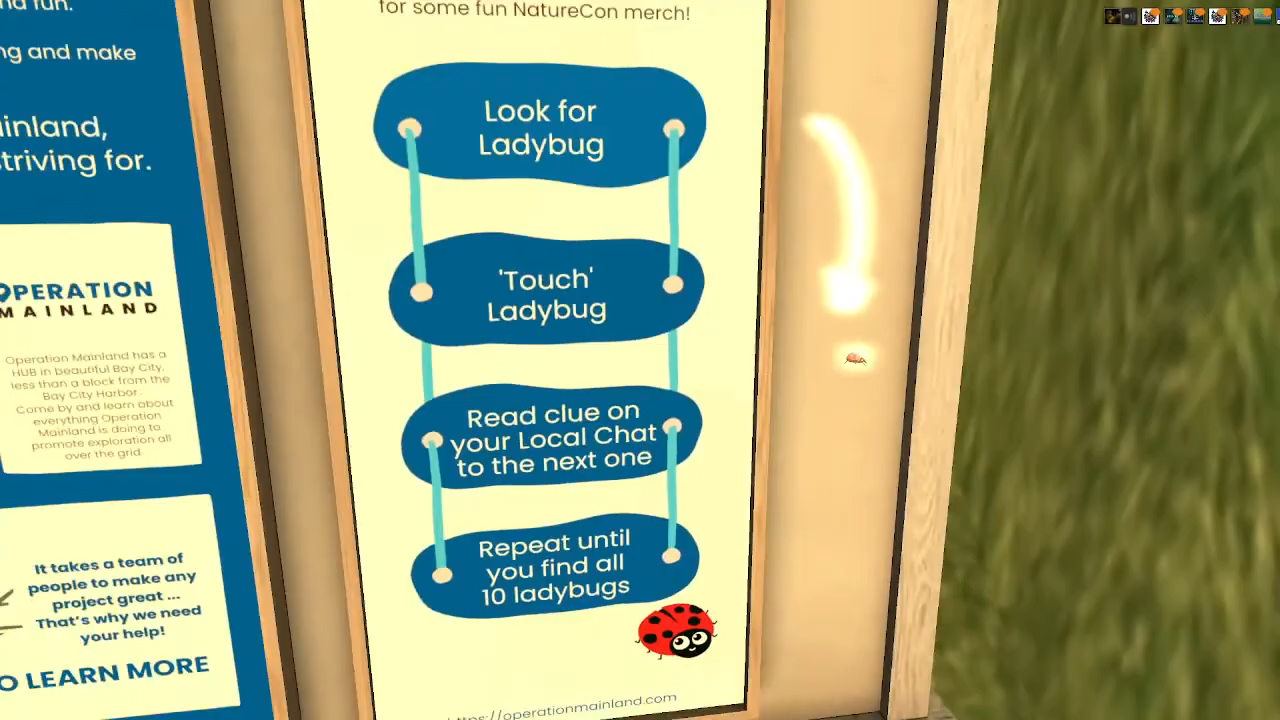 nd fun.
ng and make
ainland,
striving for.
OPERATION
MAINLAND
Operation Mainland has a
HUB in beautiful Bay City,
less than a block from the
Bay City Harbor.
Come by and learn about
everything Operation
Mainland is doing to
promote exploration all
over the grid.
It takes a team of
people to make any
project great ...
That's why we need
your help!
O LEARN MORE
for some fun NatureCon merch!
Look for
Ladybug
'Touch'
Ladybug
Read clue on
your Local Chat
to the next one
Repeat until
you find all
10 ladybugs
https://operationmainland.com